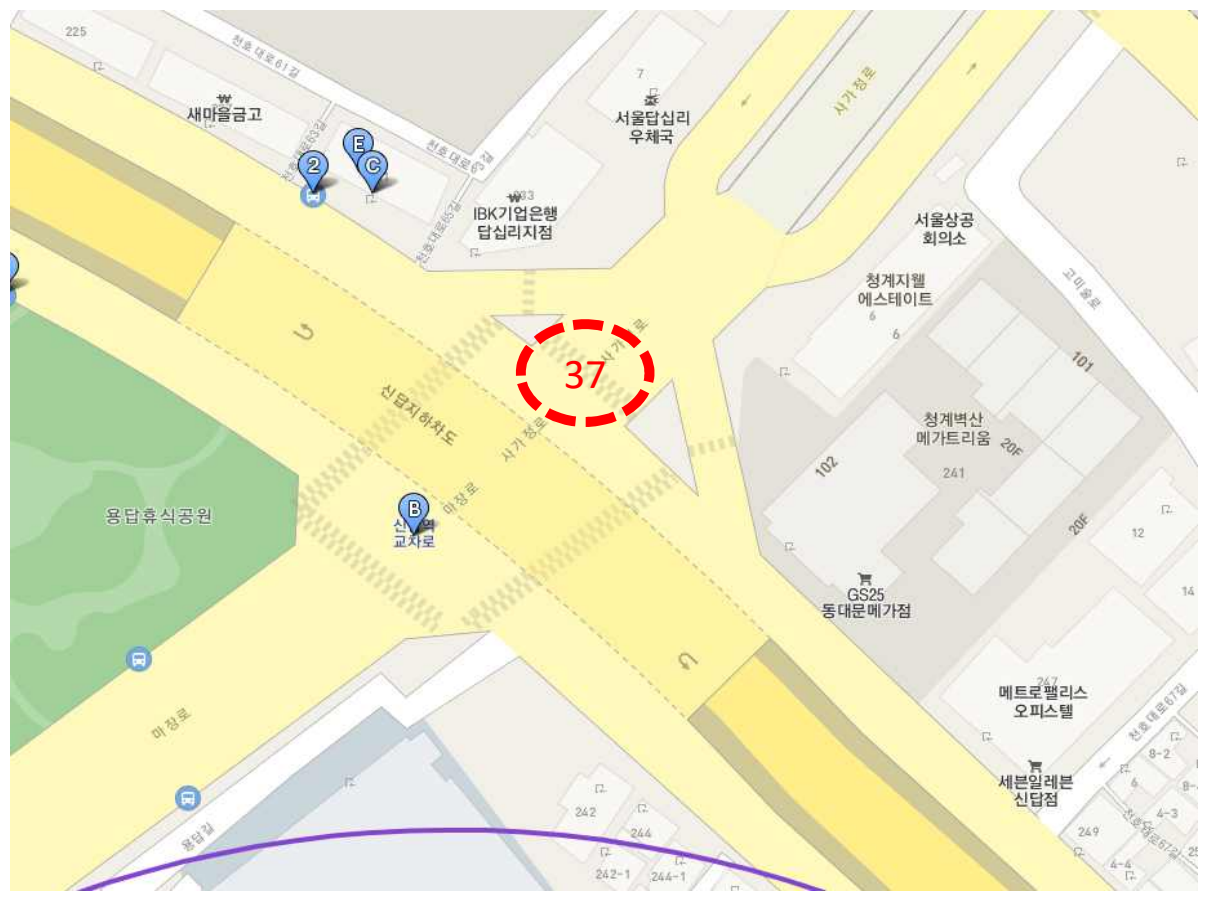 225
천호대로61길
새마을금고
천호대로63길
E
C
2
천호대로65길
7
서울답십리
우체국
사가정로
IBK기업은행
답십리지점
서울상공
회의소
청계지웰
에스테이트
6
6
고미술로
101
37
사가정로
신답지하차도
마장로
청계벽산
메가트리움
20F
241
102
20F
12
14
용답휴식공원
B
교차로
GS25
동대문메가점
247
메트로팰리스
오피스텔
천호대로67길
마장로
용답길
세븐일레븐
신답점
8-2
6
4-3
249
천호대로67길
4-4
242
244
242-1
244-1